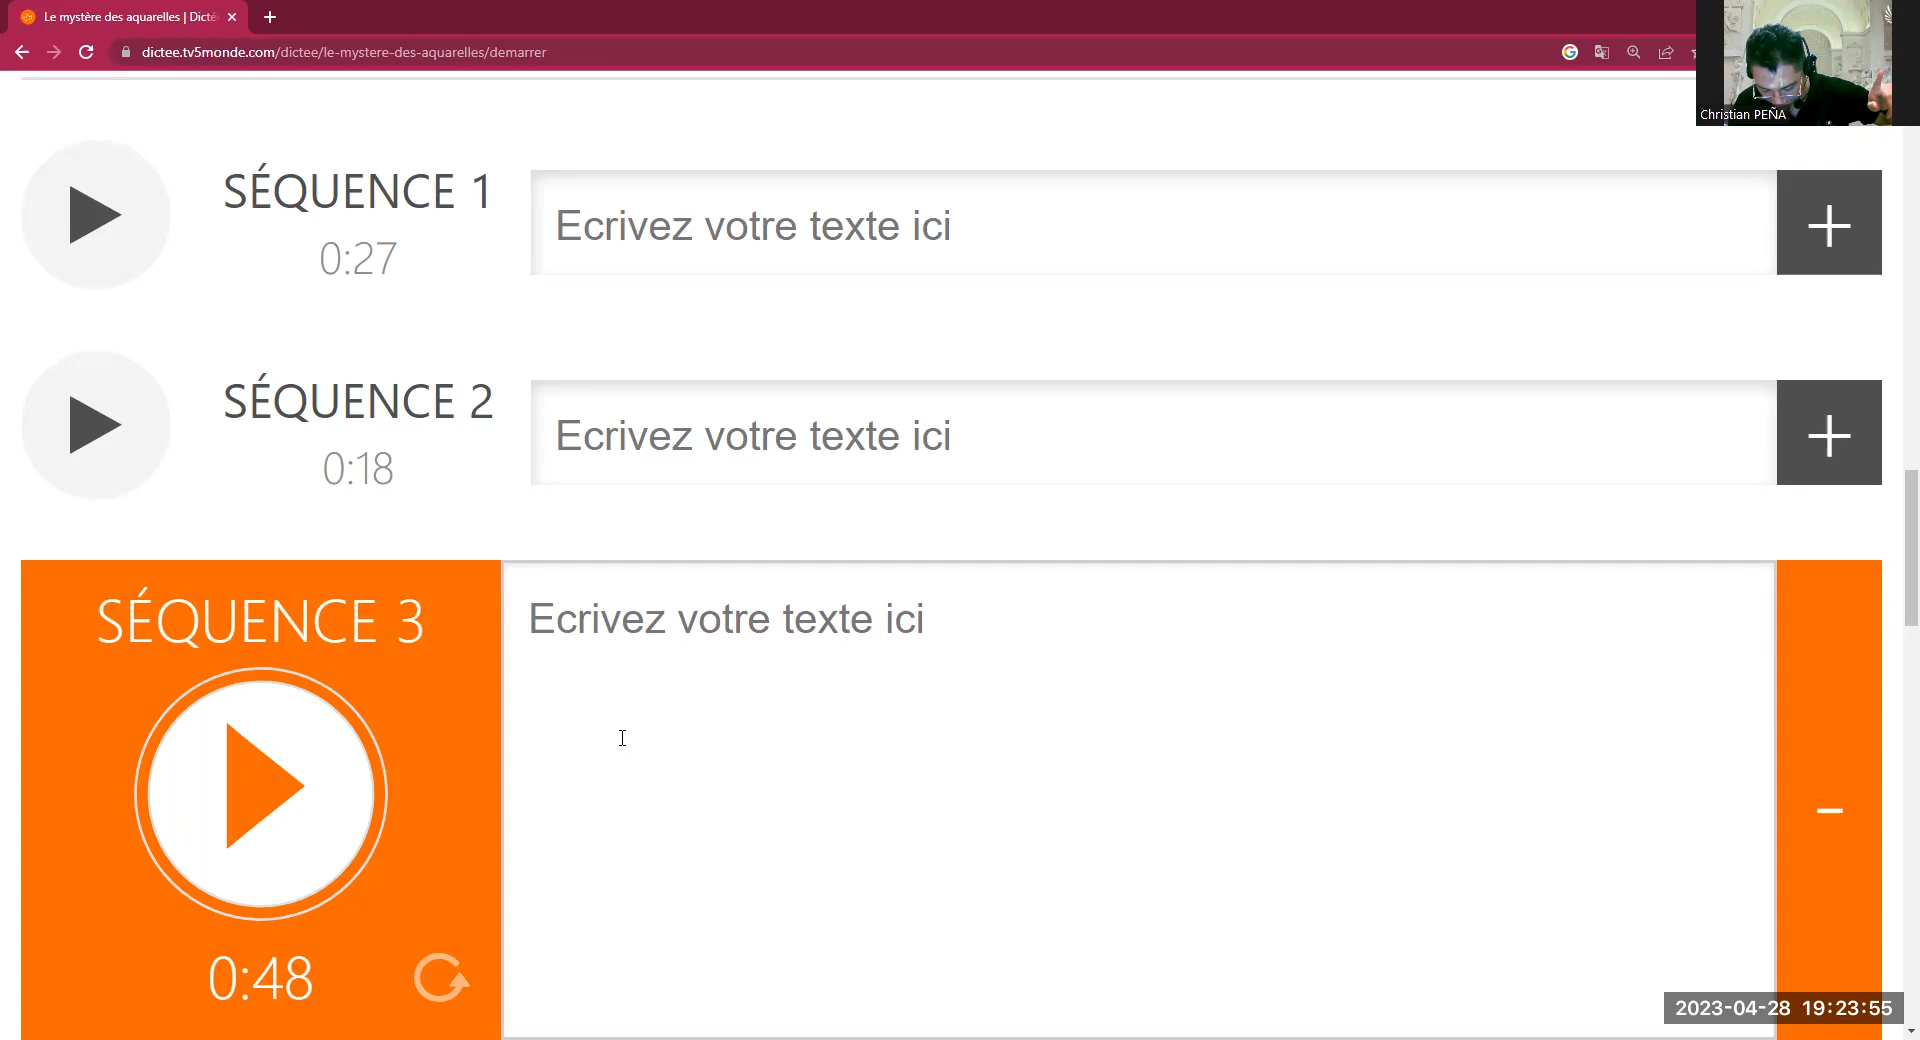 Le mystère des aquarelles | Dicté
dictee.tv5monde.com/dictee/le-mystere-des-aquarelles/demarrer
Christian PEÑA
SÉQUENCE 1
0:27
Ecrivez votre texte ici
SÉQUENCE 2
0:18
Ecrivez votre texte ici
SÉQUENCE 3
Ecrivez votre texte ici
0:48
2023-04-28 19:23:55